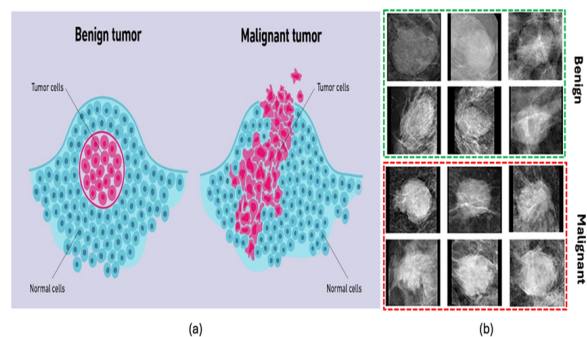 Benign tumor
Malignant tumor
Tumor cells
Tumor cells
Normal cells
Normal cells
Benign
Malignant
(a)
(b)